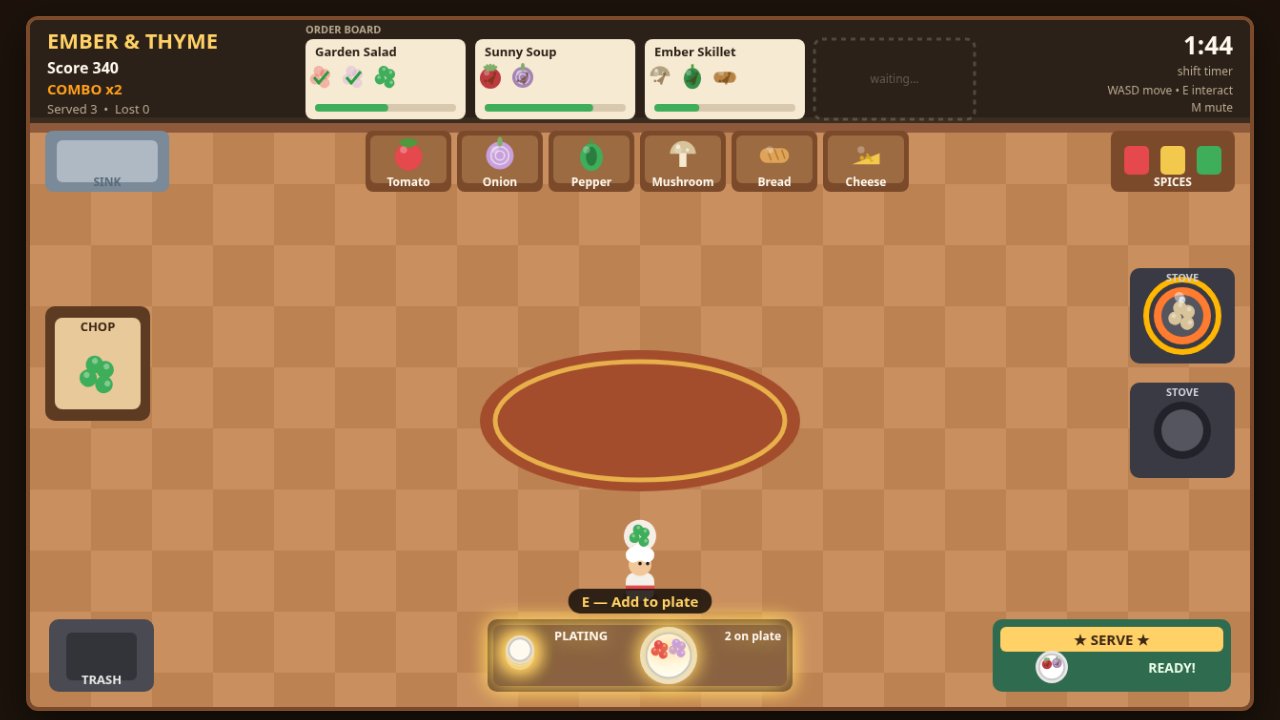 EMBER & THYME
Score 340
COMBO x2
Served 3 • Lost 0
ORDER BOARD
Garden Salad
Sunny Soup
Ember Skillet
waiting...
1:44
shift timer
WASD move • E interact
M mute
SINK
Tomato
Onion
Pepper
Mushroom
Bread
Cheese
SPICES
CHOP
STOVE
STOVE
E — Add to plate
PLATING
2 on plate
TRASH
★ SERVE ★
READY!